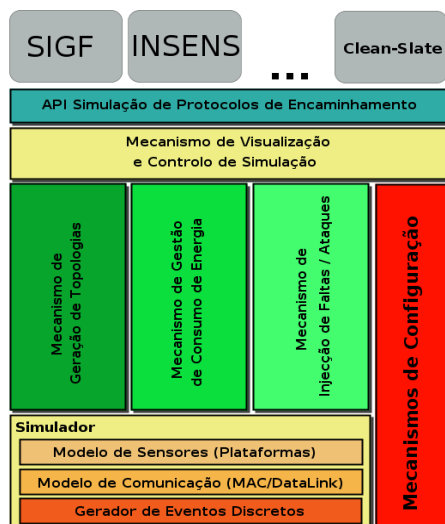 SIGF
INSENS
...
Clean-Slate
API Simulação de Protocolos de Encaminhamento
Mecanismo de Visualização
e Controlo de Simulação
Mecanismo de
Geração de Topologias
Mecanismo de Gestão
de Consumo de Energia
Mecanismo de
Injecção de Faltas / Ataques
Mecanismos de Configuração
Simulador
Modelo de Sensores (Plataformas)
Modelo de Comunicação (MAC/DataLink)
Gerador de Eventos Discretos